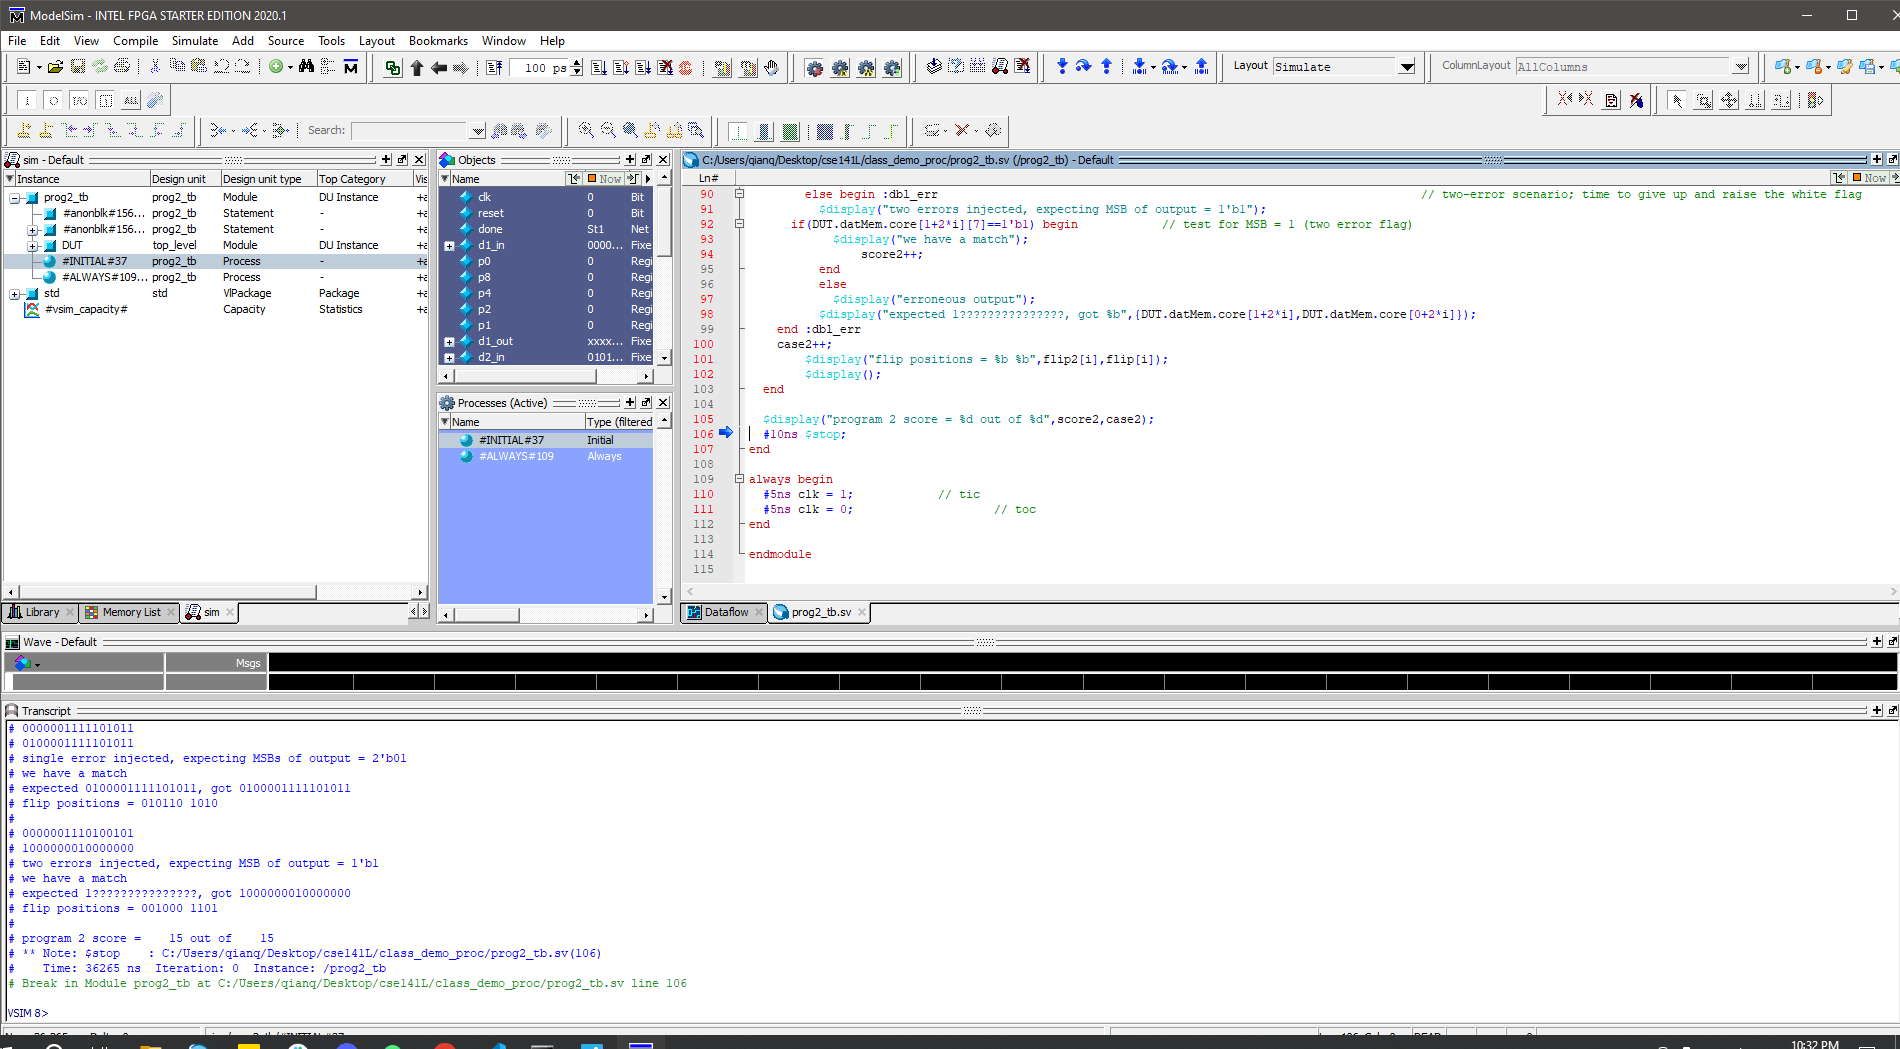 ModelSim - INTEL FPGA STARTER EDITION 2020.1
File Edit View Compile Simulate Add Source Tools Layout Bookmarks Window Help
100 ps
Layout Simulate
ColumnLayout AllColumns
Search:
sim - Default
Instance Design unit Design unit type Top Category Vis
prog2_tb prog2_tb Module DU Instance +a
#anonblk#156... prog2_tb Statement - +a
#anonblk#156... prog2_tb Statement - +a
DUT top_level Module DU Instance +a
#INITIAL#37 prog2_tb Process - +a
#ALWAYS#109... prog2_tb Process - +a
std std VlPackage Package +a
#vsim_capacity# Capacity Statistics +a
Library Memory List sim
Objects
Name Now
clk 0 Bit
reset 0 Bit
done St1 Net
d1_in 0000... Fixe
p0 0 Regi
p8 0 Regi
p4 0 Regi
p2 0 Regi
p1 0 Regi
d1_out xxxx... Fixe
d2_in 0101... Fixe
Processes (Active)
Name Type (filtered
#INITIAL#37 Initial
#ALWAYS#109 Always
C:/Users/qianq/Desktop/cse141L/class_demo_proc/prog2_tb.sv (/prog2_tb) - Default
Ln# Now
90 else begin :dbl_err // two-error scenario; time to give up and raise the white flag
91 $display("two errors injected, expecting MSB of output = 1'b1");
92 if(DUT.datMem.core[1+2*i][7]==1'b1) begin // test for MSB = 1 (two error flag)
93 $display("we have a match");
94 score2++;
95 end
96 else
97 $display("erroneous output");
98 $display("expected 1???????????????, got %b",{DUT.datMem.core[1+2*i],DUT.datMem.core[0+2*i]});
99 end :dbl_err
100 case2++;
101 $display("flip positions = %b %b",flip2[i],flip[i]);
102 $display();
103 end
104
105 $display("program 2 score = %d out of %d",score2,case2);
106 #10ns $stop;
107 end
108
109 always begin
110 #5ns clk = 1; // tic
111 #5ns clk = 0; // toc
112 end
113
114 endmodule
115
Dataflow prog2_tb.sv
Wave - Default
Msgs
Transcript
# 0000001111101011
# 0100001111101011
# single error injected, expecting MSBs of output = 2'b01
# we have a match
# expected 0100001111101011, got 0100001111101011
# flip positions = 010110 1010
#
# 0000001110100101
# 1000000010000000
# two errors injected, expecting MSB of output = 1'b1
# we have a match
# expected 1???????????????, got 1000000010000000
# flip positions = 001000 1101
#
# program 2 score = 15 out of 15
# ** Note: $stop : C:/Users/qianq/Desktop/cse141L/class_demo_proc/prog2_tb.sv(106)
# Time: 36265 ns Iteration: 0 Instance: /prog2_tb
# Break in Module prog2_tb at C:/Users/qianq/Desktop/cse141L/class_demo_proc/prog2_tb.sv line 106
VSIM 8>
10:32 PM